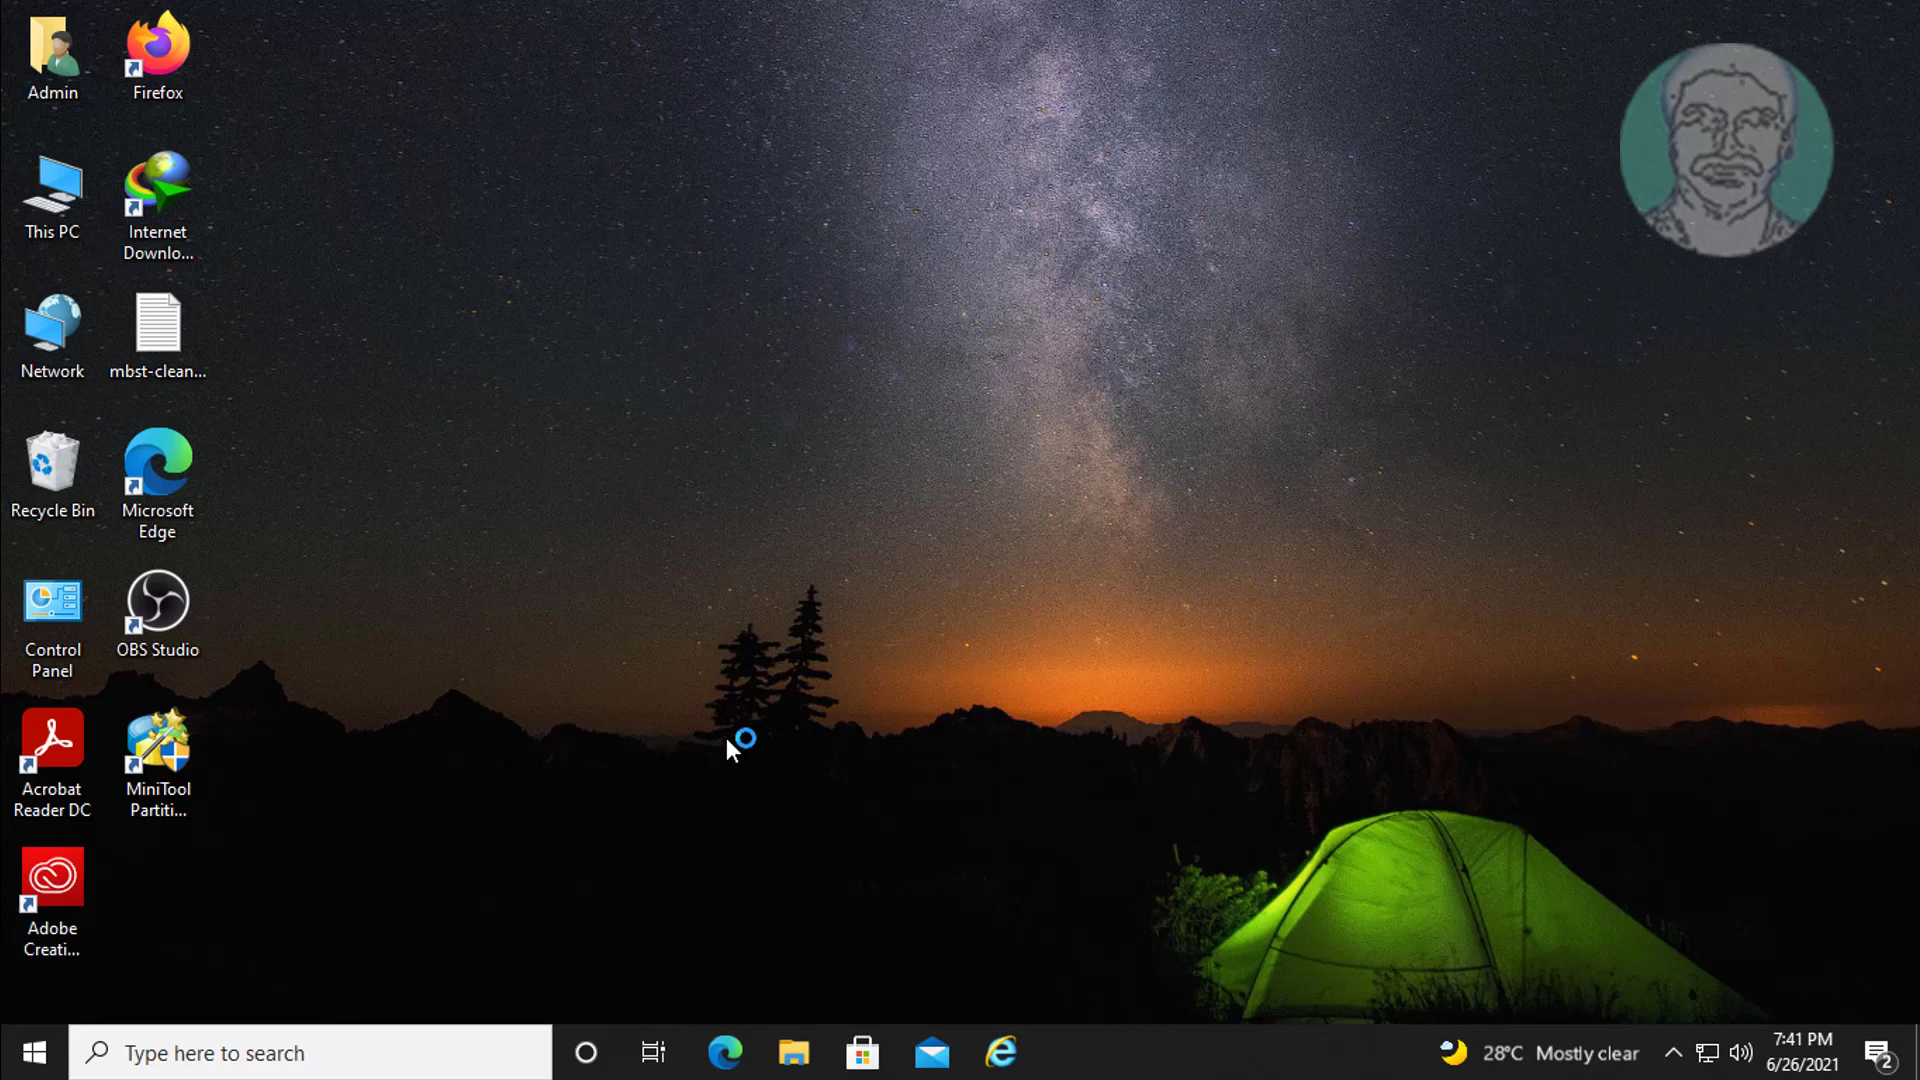 Admin
Firefox
This PC
Internet
Downlo...
Network
mbst-clean...
Recycle Bin
Microsoft
Edge
Control
Panel
OBS Studio
Acrobat
Reader DC
MiniTool
Partiti...
Adobe
Creati...
Type here to search
28°C Mostly clear
7:41 PM
6/26/2021
2